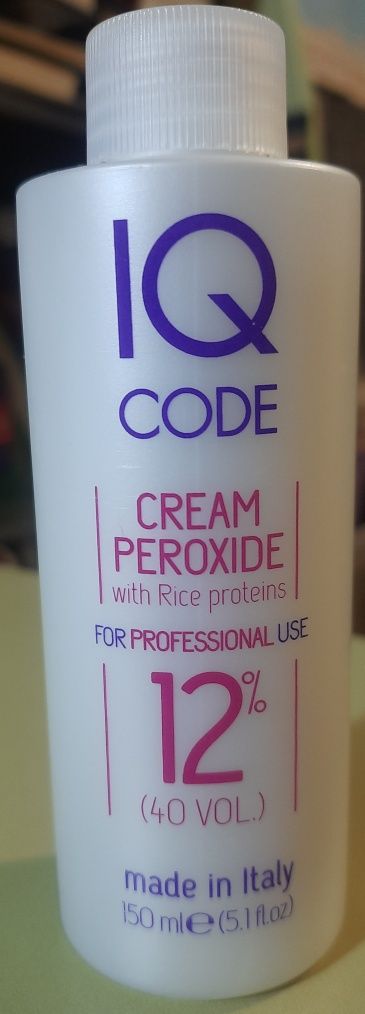 IQ
CODE
CREAM
PEROXIDE
with Rice proteins
FOR PROFESSIONAL USE
12%
(40 VOL.)
made in Italy
150 ml ℮ (5.1 fl.oz)